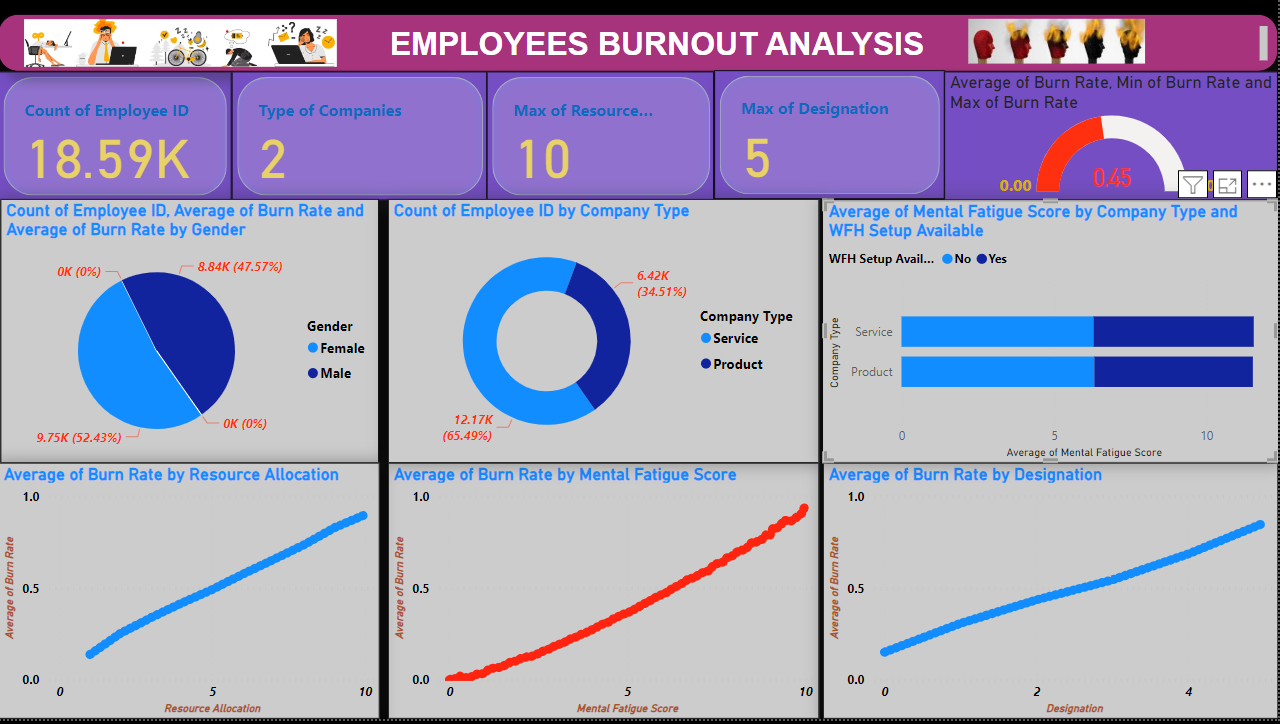 EMPLOYEES BURNOUT ANALYSIS
Count of Employee ID
18.59K
Type of Companies
2
Max of Resource...
10
Max of Designation
5
Average of Burn Rate, Min of Burn Rate and
Max of Burn Rate
0.00
0.45
Count of Employee ID, Average of Burn Rate and
Average of Burn Rate by Gender
0K (0%)
8.84K (47.57%)
9.75K (52.43%)
0K (0%)
Gender
Female
Male
Count of Employee ID by Company Type
6.42K
(34.51%)
12.17K
(65.49%)
Company Type
Service
Product
Average of Mental Fatigue Score by Company Type and
WFH Setup Available
WFH Setup Avail...
No
Yes
Company Type
Service
Product
0
5
10
Average of Mental Fatigue Score
Average of Burn Rate by Resource Allocation
Average of Burn Rate
1.0
0.5
0.0
0
5
10
Resource Allocation
Average of Burn Rate by Mental Fatigue Score
Average of Burn Rate
1.0
0.5
0.0
0
5
10
Mental Fatigue Score
Average of Burn Rate by Designation
Average of Burn Rate
1.0
0.5
0.0
0
2
4
Designation